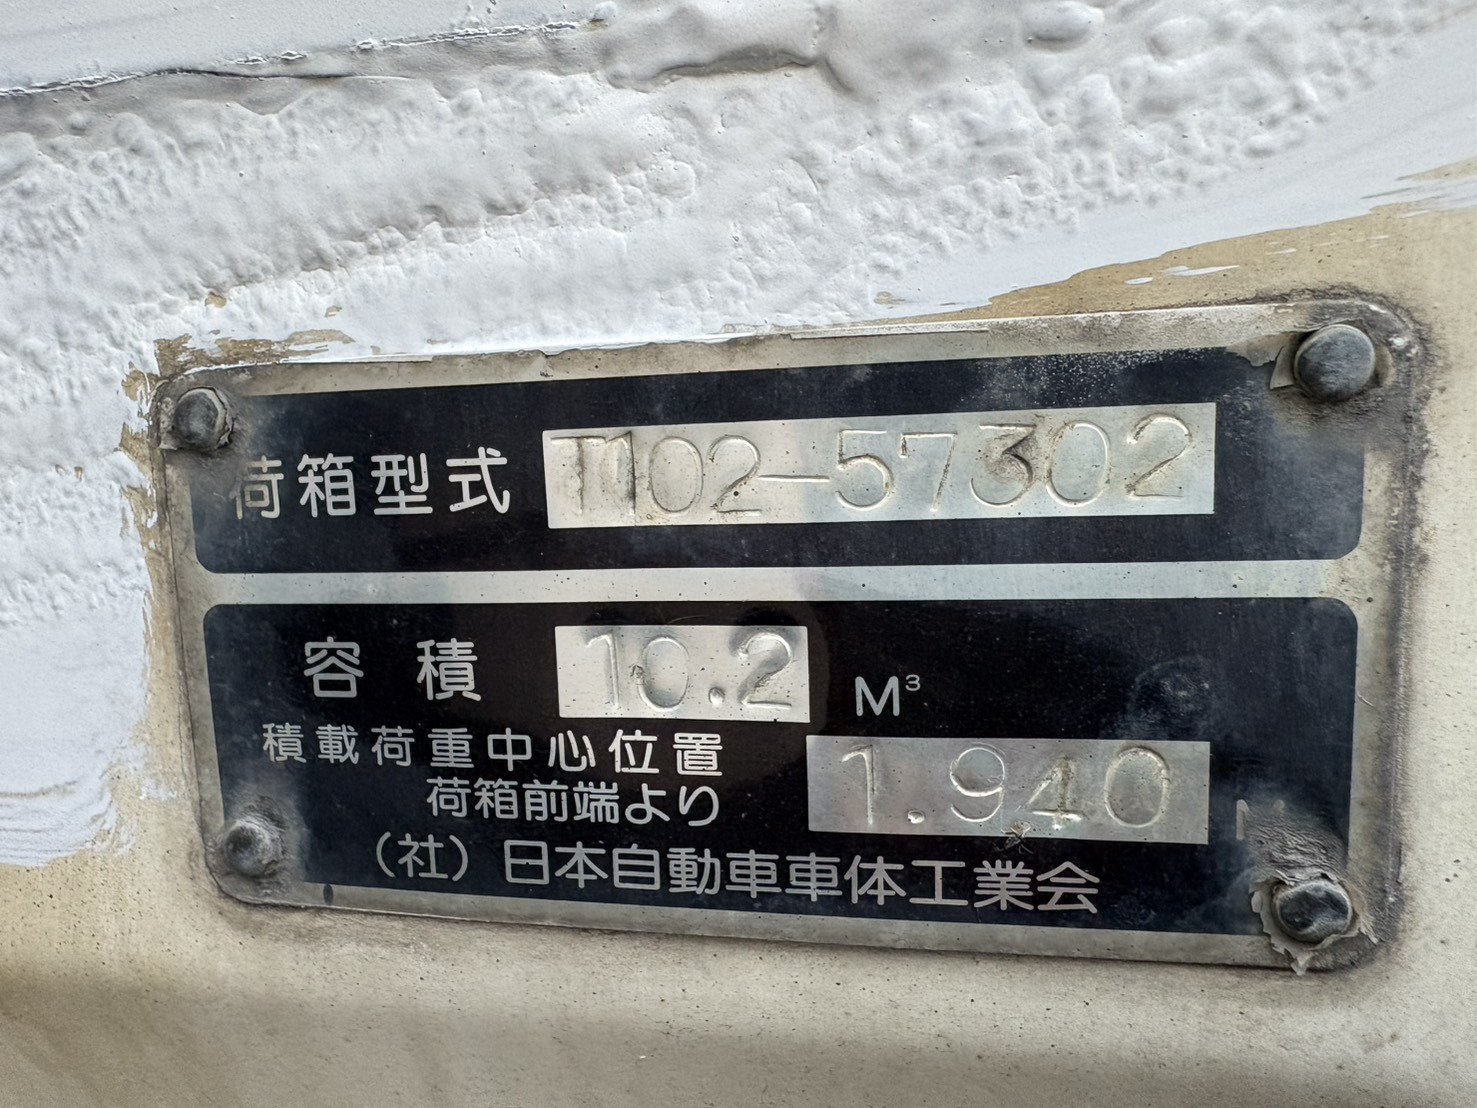 荷箱型式 T102-57302
容積 10.2 M³
積載荷重中心位置
荷箱前端より 1.940 M
（社）日本自動車車体工業会